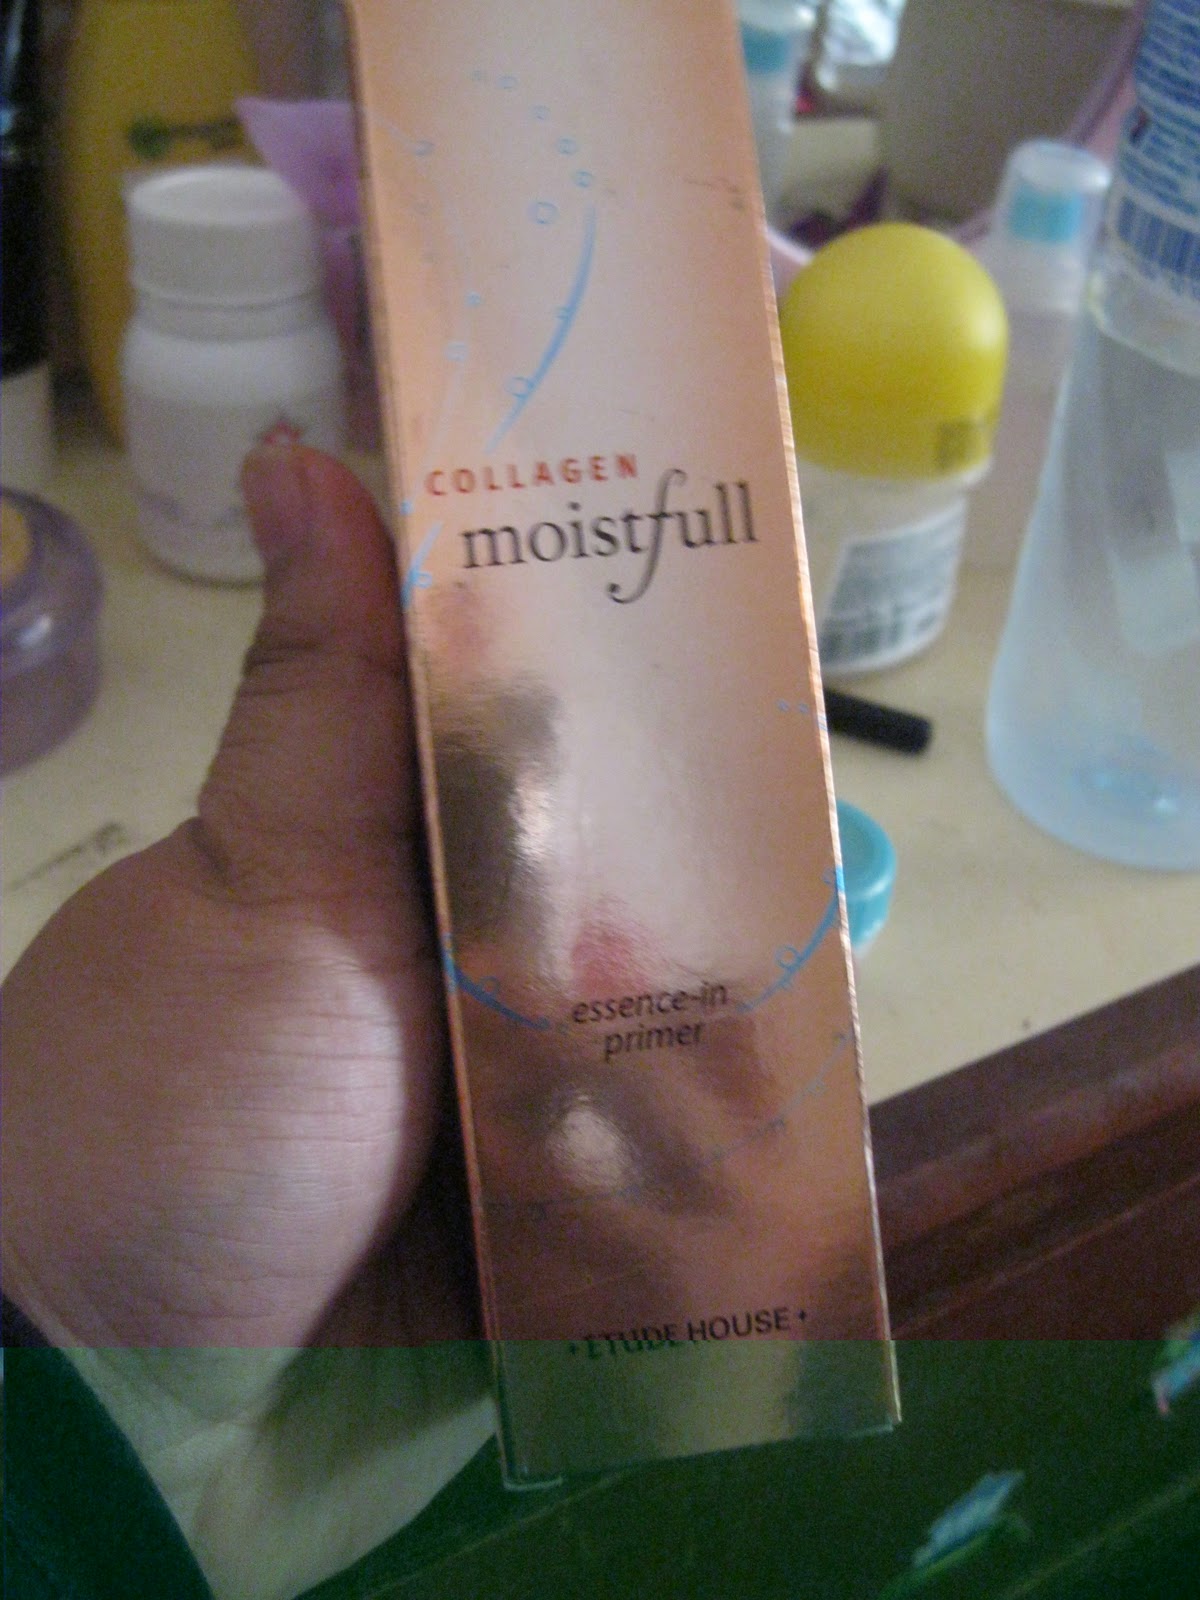 COLLAGEN
moistfull
essence-in
primer
ETUDE HOUSE